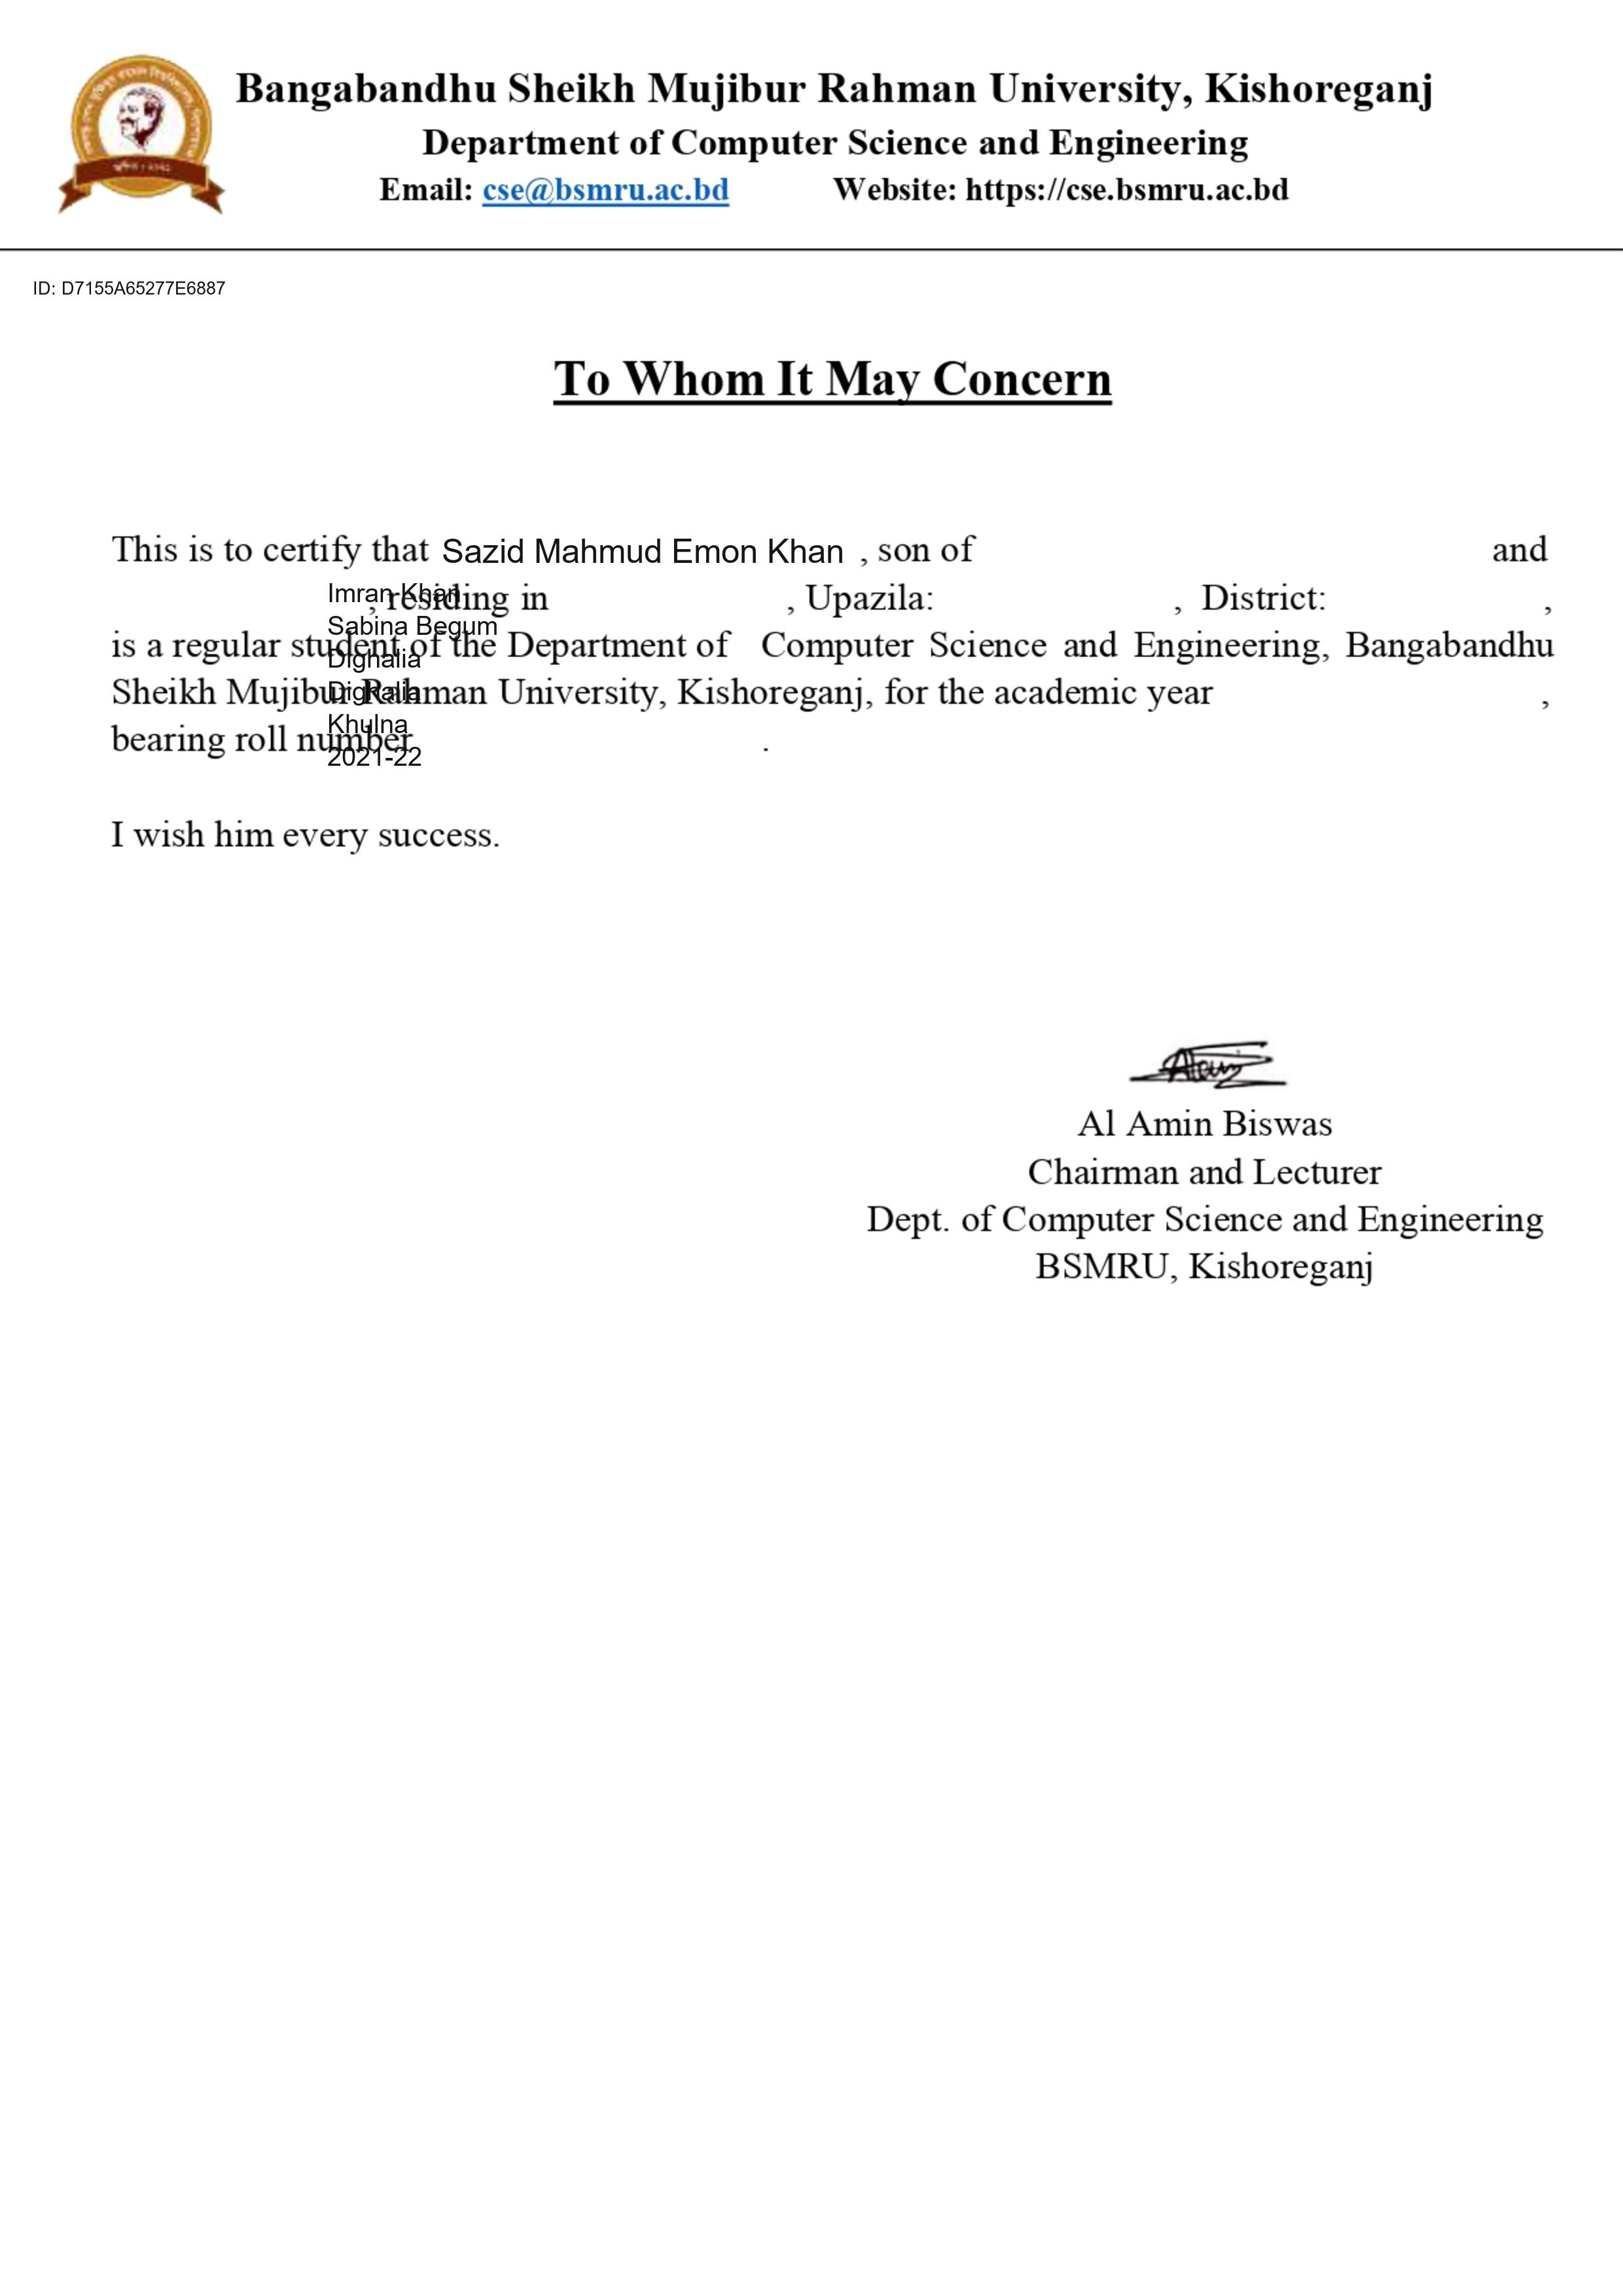 Bangabandhu Sheikh Mujibur Rahman University, Kishoreganj
Department of Computer Science and Engineering
Email: cse@bsmru.ac.bd Website: https://cse.bsmru.ac.bd
ID: D7155A65277E6887
To Whom It May Concern
This is to certify that Sazid Mahmud Emon Khan , son of and
Imran Khan
, residing in , Upazila: , District: ,
Sabina Begum
is a regular student of the Department of Computer Science and Engineering, Bangabandhu
Dighalia
Sheikh Mujibur Rahman University, Kishoreganj, for the academic year ,
Dighalia
Khulna
bearing roll number .
2021-22
I wish him every success.
Al Amin Biswas
Chairman and Lecturer
Dept. of Computer Science and Engineering
BSMRU, Kishoreganj